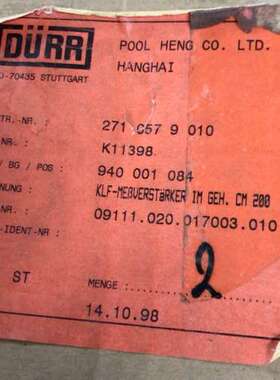 DÜRR
POOL HENG CO. LTD.
HANGHAI
D-70435 STUTTGART
TR.-NR.: 271 C57 9 010
NR.: K11398
/ BG / POS: 940 001 084
NUNG: KLF-MEßVERSTäRKER IM GEH. CM 200
NR.: 09111.020.017003.010
-IDENT-NR:
ST MENGE: 2
14.10.98